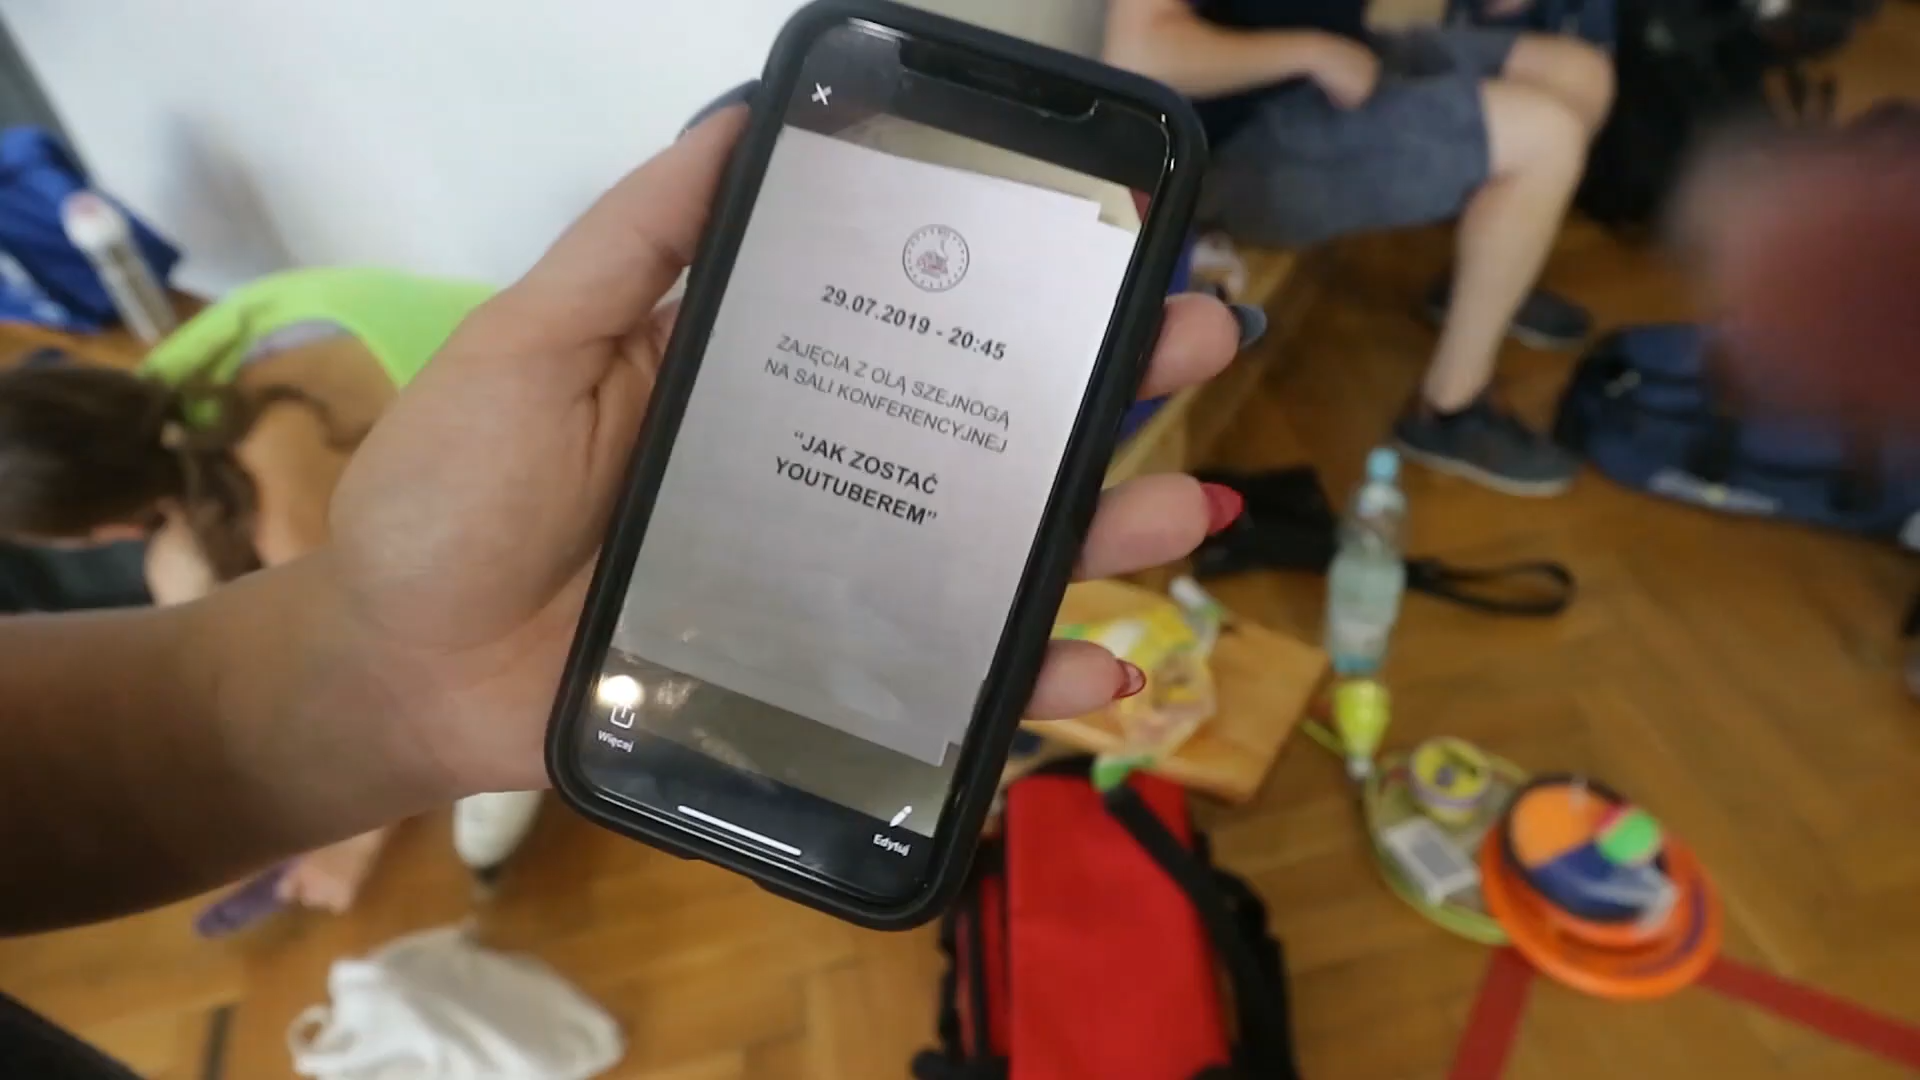 29.07.2019 - 20:45
ZAJĘCIA Z OLĄ SZEJNOGĄ
NA SALI KONFERENCYJNEJ
“JAK ZOSTAĆ
YOUTUBEREM”
Więcej
Edytuj